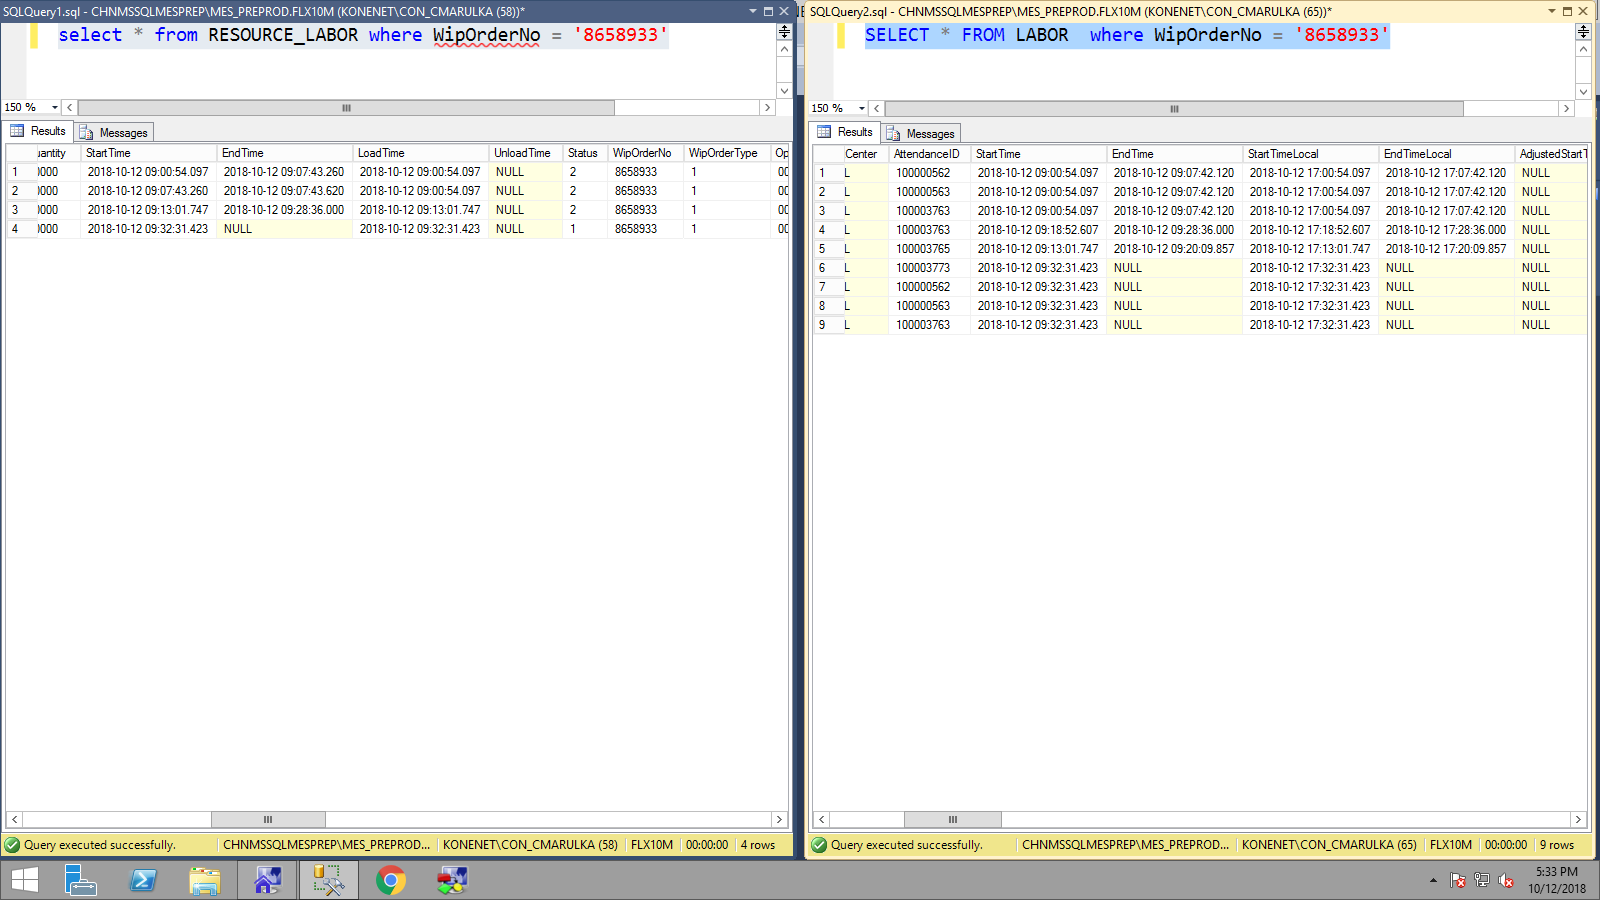 SQLQuery1.sql - CHNMSSQLMESPREP\MES_PREPROD.FLX10M (KONENET\CON_CMARULKA (58))*
select * from RESOURCE_LABOR where WipOrderNo = '8658933'
150 %
Results Messages
uantity StartTime EndTime LoadTime UnloadTime Status WipOrderNo WipOrderType Op
1 0000 2018-10-12 09:00:54.097 2018-10-12 09:07:43.260 2018-10-12 09:00:54.097 NULL 2 8658933 1 00
2 0000 2018-10-12 09:07:43.260 2018-10-12 09:07:43.620 2018-10-12 09:00:54.097 NULL 2 8658933 1 00
3 0000 2018-10-12 09:13:01.747 2018-10-12 09:28:36.000 2018-10-12 09:13:01.747 NULL 2 8658933 1 00
4 0000 2018-10-12 09:32:31.423 NULL 2018-10-12 09:32:31.423 NULL 1 8658933 1 00
Query executed successfully. CHNMSSQLMESPREP\MES_PREPROD... KONENET\CON_CMARULKA (58) FLX10M 00:00:00 4 rows
SQLQuery2.sql - CHNMSSQLMESPREP\MES_PREPROD.FLX10M (KONENET\CON_CMARULKA (65))*
SELECT * FROM LABOR  where WipOrderNo = '8658933'
150 %
Results Messages
Center AttendanceID StartTime EndTime StartTimeLocal EndTimeLocal AdjustedStartT
1 L 100000562 2018-10-12 09:00:54.097 2018-10-12 09:07:42.120 2018-10-12 17:00:54.097 2018-10-12 17:07:42.120 NULL
2 L 100000563 2018-10-12 09:00:54.097 2018-10-12 09:07:42.120 2018-10-12 17:00:54.097 2018-10-12 17:07:42.120 NULL
3 L 100003763 2018-10-12 09:00:54.097 2018-10-12 09:07:42.120 2018-10-12 17:00:54.097 2018-10-12 17:07:42.120 NULL
4 L 100003763 2018-10-12 09:18:52.607 2018-10-12 09:28:36.000 2018-10-12 17:18:52.607 2018-10-12 17:28:36.000 NULL
5 L 100003765 2018-10-12 09:13:01.747 2018-10-12 09:20:09.857 2018-10-12 17:13:01.747 2018-10-12 17:20:09.857 NULL
6 L 100003773 2018-10-12 09:32:31.423 NULL 2018-10-12 17:32:31.423 NULL NULL
7 L 100000562 2018-10-12 09:32:31.423 NULL 2018-10-12 17:32:31.423 NULL NULL
8 L 100000563 2018-10-12 09:32:31.423 NULL 2018-10-12 17:32:31.423 NULL NULL
9 L 100003763 2018-10-12 09:32:31.423 NULL 2018-10-12 17:32:31.423 NULL NULL
Query executed successfully. CHNMSSQLMESPREP\MES_PREPROD... KONENET\CON_CMARULKA (65) FLX10M 00:00:00 9 rows
5:33 PM
10/12/2018